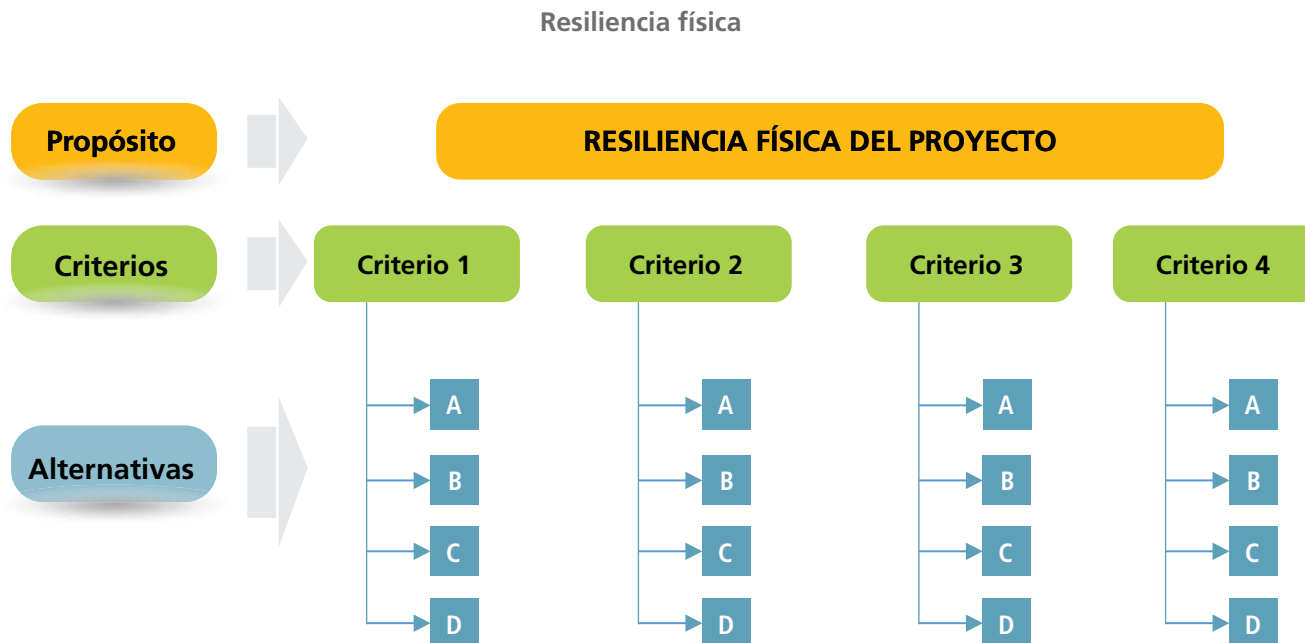 Resiliencia física
Propósito
RESILIENCIA FÍSICA DEL PROYECTO
Criterios
Criterio 1
Criterio 2
Criterio 3
Criterio 4
Alternativas
A
A
A
A
B
B
B
B
C
C
C
C
D
D
D
D